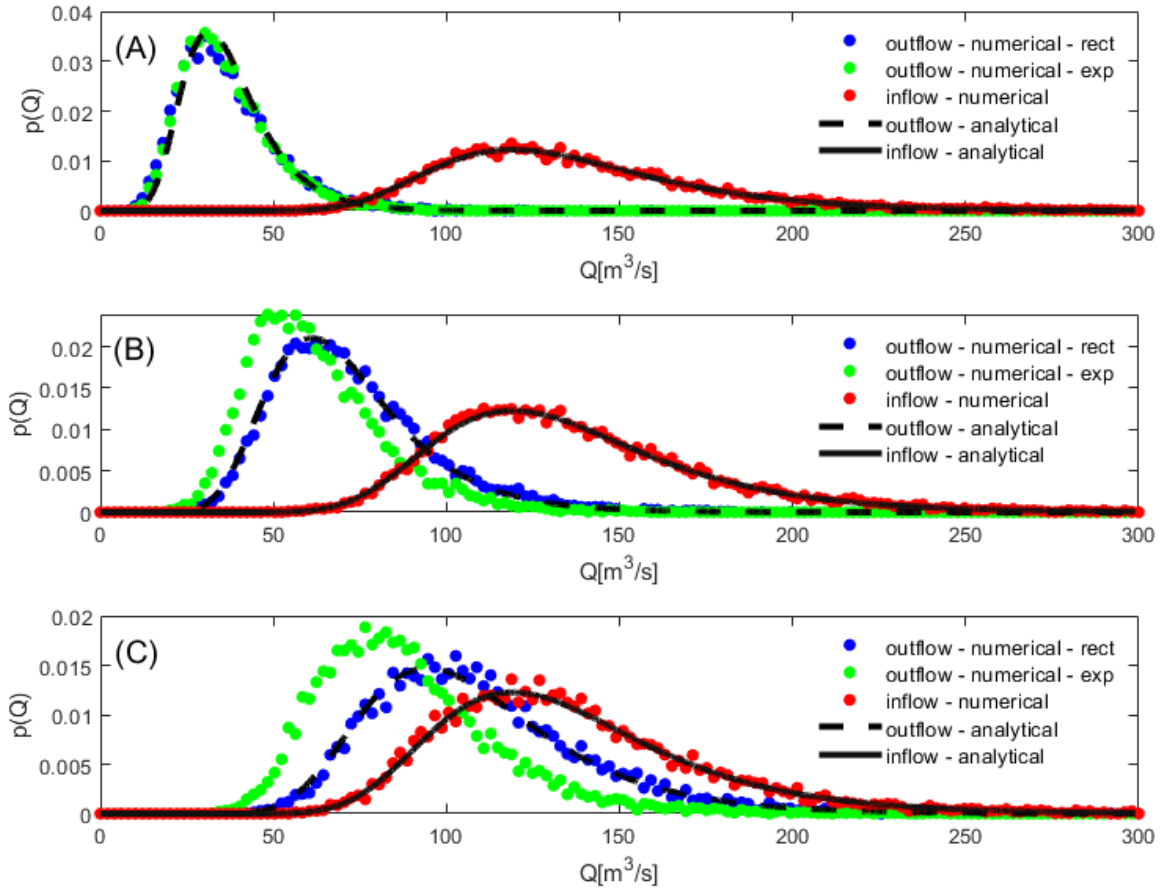 0.04
(A)
outflow - numerical - rect
0.03
outflow - numerical - exp
p(Q)
0.02
inflow - numerical
outflow - analytical
0.01
inflow - analytical
0
0 50 100 150 200 250 300
Q[m³/s]
(B)
0.02
outflow - numerical - rect
outflow - numerical - exp
0.015
inflow - numerical
p(Q)
0.01
outflow - analytical
0.005
inflow - analytical
0
0 50 100 150 200 250 300
Q[m³/s]
0.02
(C)
outflow - numerical - rect
0.015
outflow - numerical - exp
p(Q)
0.01
inflow - numerical
outflow - analytical
0.005
inflow - analytical
0
0 50 100 150 200 250 300
Q[m³/s]